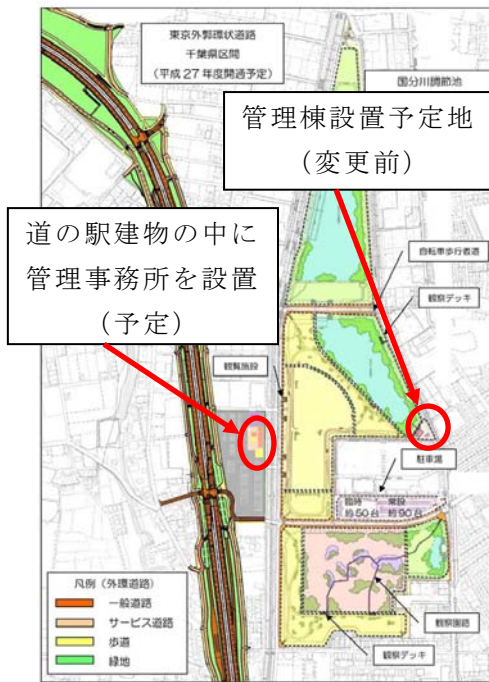 東京外郭環状道路
千葉県区間
(平成27年度開通予定)
国分川調節池
管理棟設置予定地
(変更前)
道の駅建物の中に
管理事務所を設置
(予定)
自転車歩行者道
観察デッキ
観覧施設
駐車場
臨時 常設
約50台 約90台
凡例(外環道路)
一般道路
サービス道路
歩道
緑地
観察園路
観察デッキ